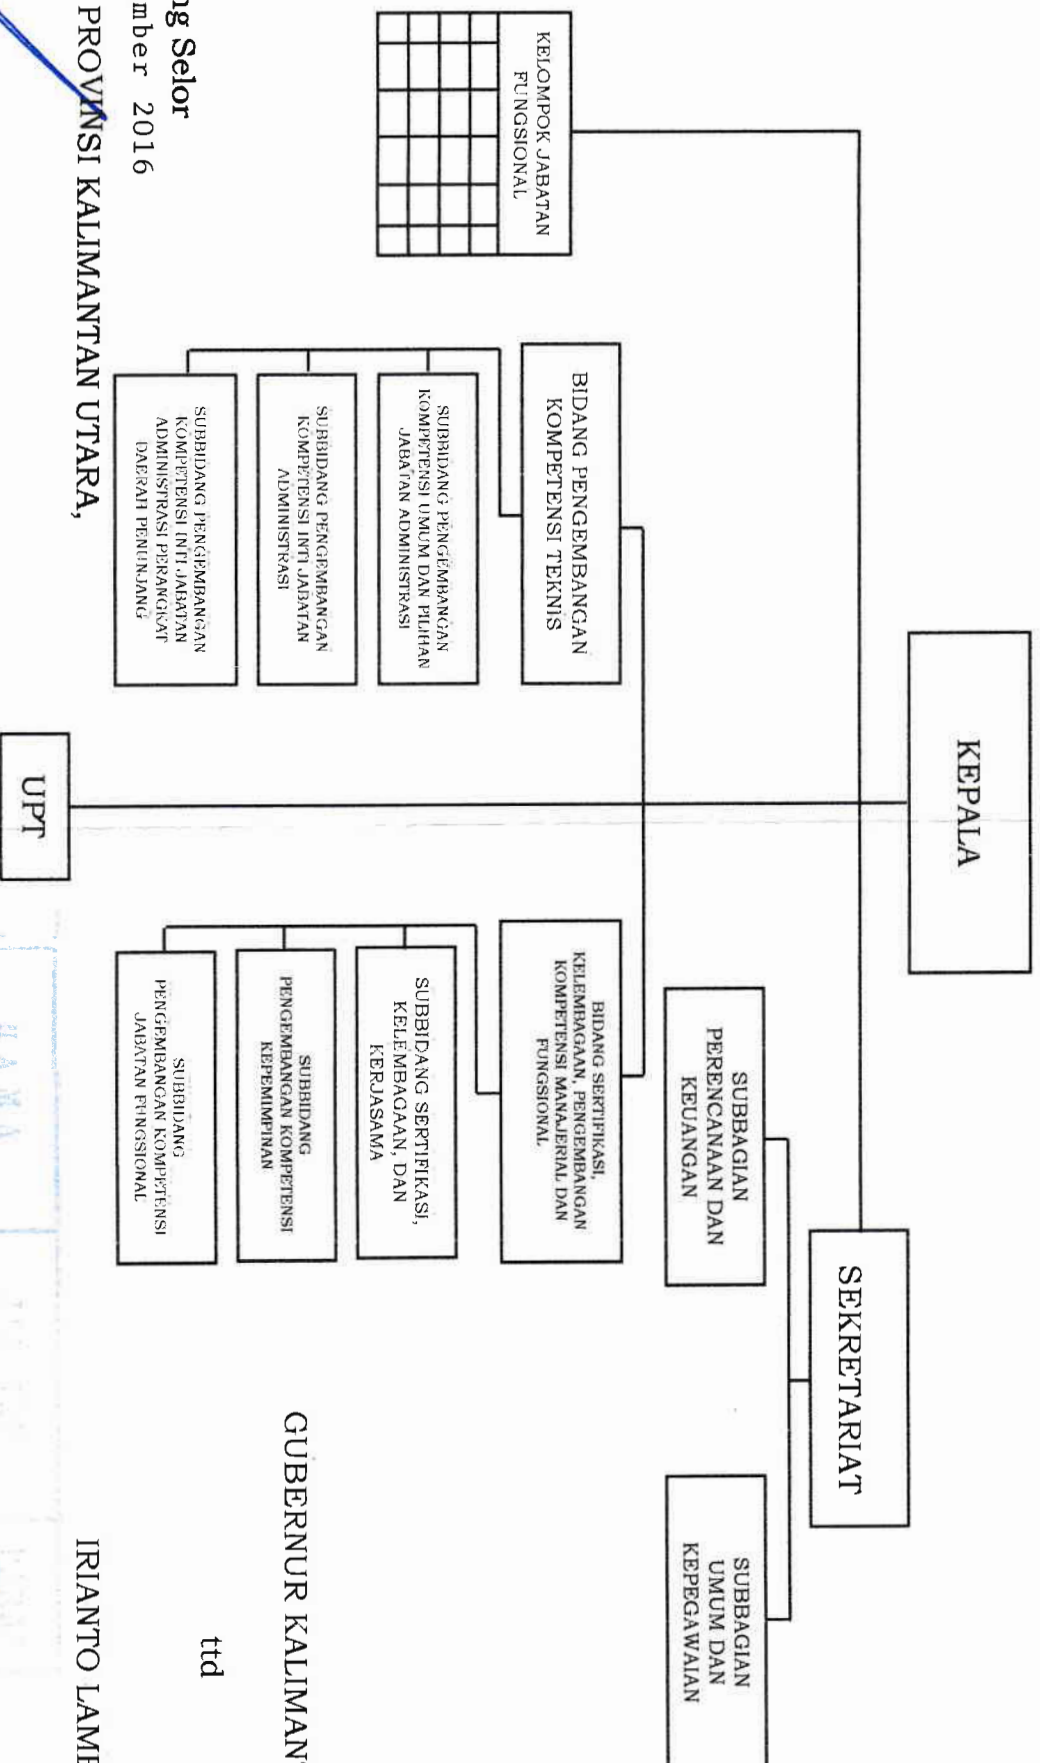 KEPALA
SEKRETARIAT
SUBBAGIAN
PERENCANAAN DAN
KEUANGAN
SUBBAGIAN
UMUM DAN
KEPEGAWAIAN
KELOMPOK JABATAN
FUNGSIONAL
BIDANG PENGEMBANGAN
KOMPETENSI TEKNIS
SUBBIDANG PENGEMBANGAN
KOMPETENSI UMUM DAN PILIHAN
JABATAN ADMINISTRASI
SUBBIDANG PENGEMBANGAN
KOMPETENSI INTI JABATAN
ADMINISTRASI
SUBBIDANG PENGEMBANGAN
KOMPETENSI INTI JABATAN
ADMINISTRASI PERANGKAT
DAERAH PENUNJANG
BIDANG SERTIFIKASI,
KELEMBAGAAN, PENGEMBANGAN
KOMPETENSI MANAJERIAL DAN
FUNGSIONAL
SUBBIDANG SERTIFIKASI,
KELEMBAGAAN, DAN
KERJASAMA
SUBBIDANG
PENGEMBANGAN KOMPETENSI
KEPEMIMPINAN
SUBBIDANG
PENGEMBANGAN KOMPETENSI
JABATAN FUNGSIONAL
UPT
GUBERNUR KALIMAN
ttd
IRIANTO LAMB
ng Selor
mber 2016
PROVINSI KALIMANTAN UTARA,